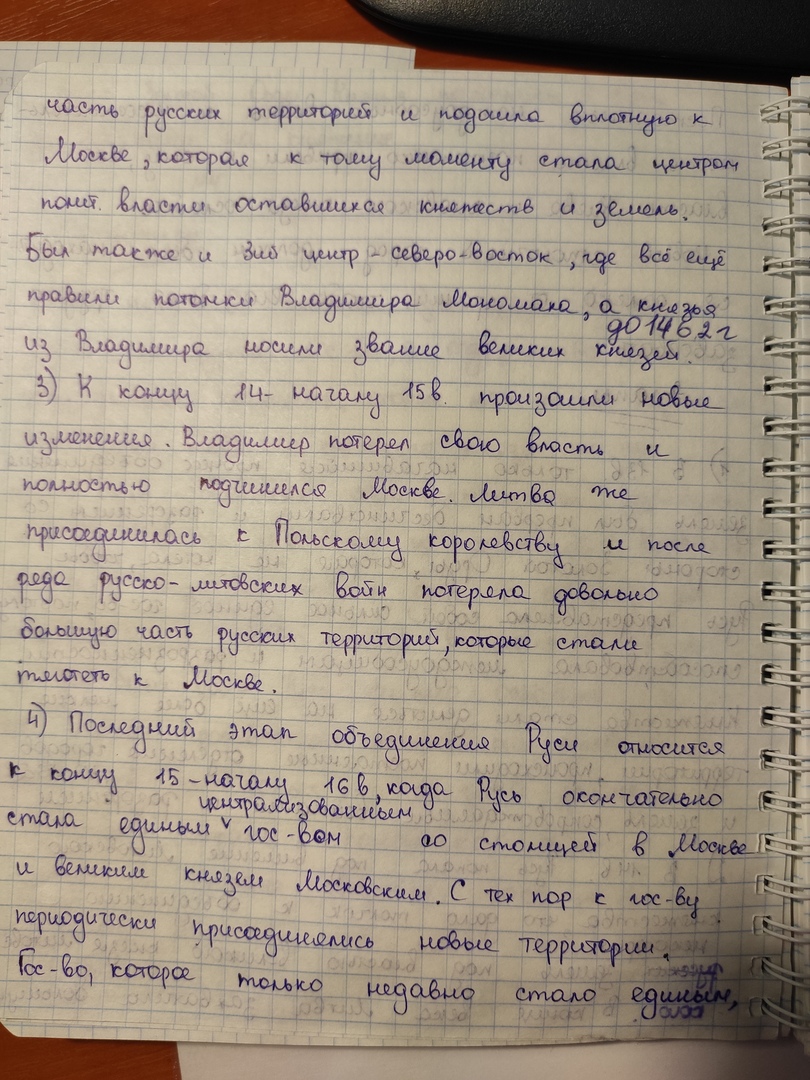 часть русских территорий и подошла вплотную к
Москве, которая к тому моменту стала центром
полит. власти оставшихся княжеств и земель.
Был также и 3ий центр - северо-восток, где всё ещё
правили потомки Владимира Мономаха, а князья
до 1462 г
из Владимира носили звание великих князей.
3) К концу 14- началу 15в. произошли новые
изменения. Владимир потерял свою власть и
полностью подчинился Москве. Литва же
присоединилась к Польскому королевству и после
ряда русско-литовских войн потеряла довольно
большую часть русских территорий, которые стали
тяготеть к Москве.
4) Последний этап объединения Руси относится
к концу 15-началу 16в, когда Русь окончательно
централизованным
стала единым гос-вом со столицей в Москве
и великим князем Московским. С тех пор к гос-ву
периодически присоединялись новые территории.
Гос-во, которое только недавно стало единым,